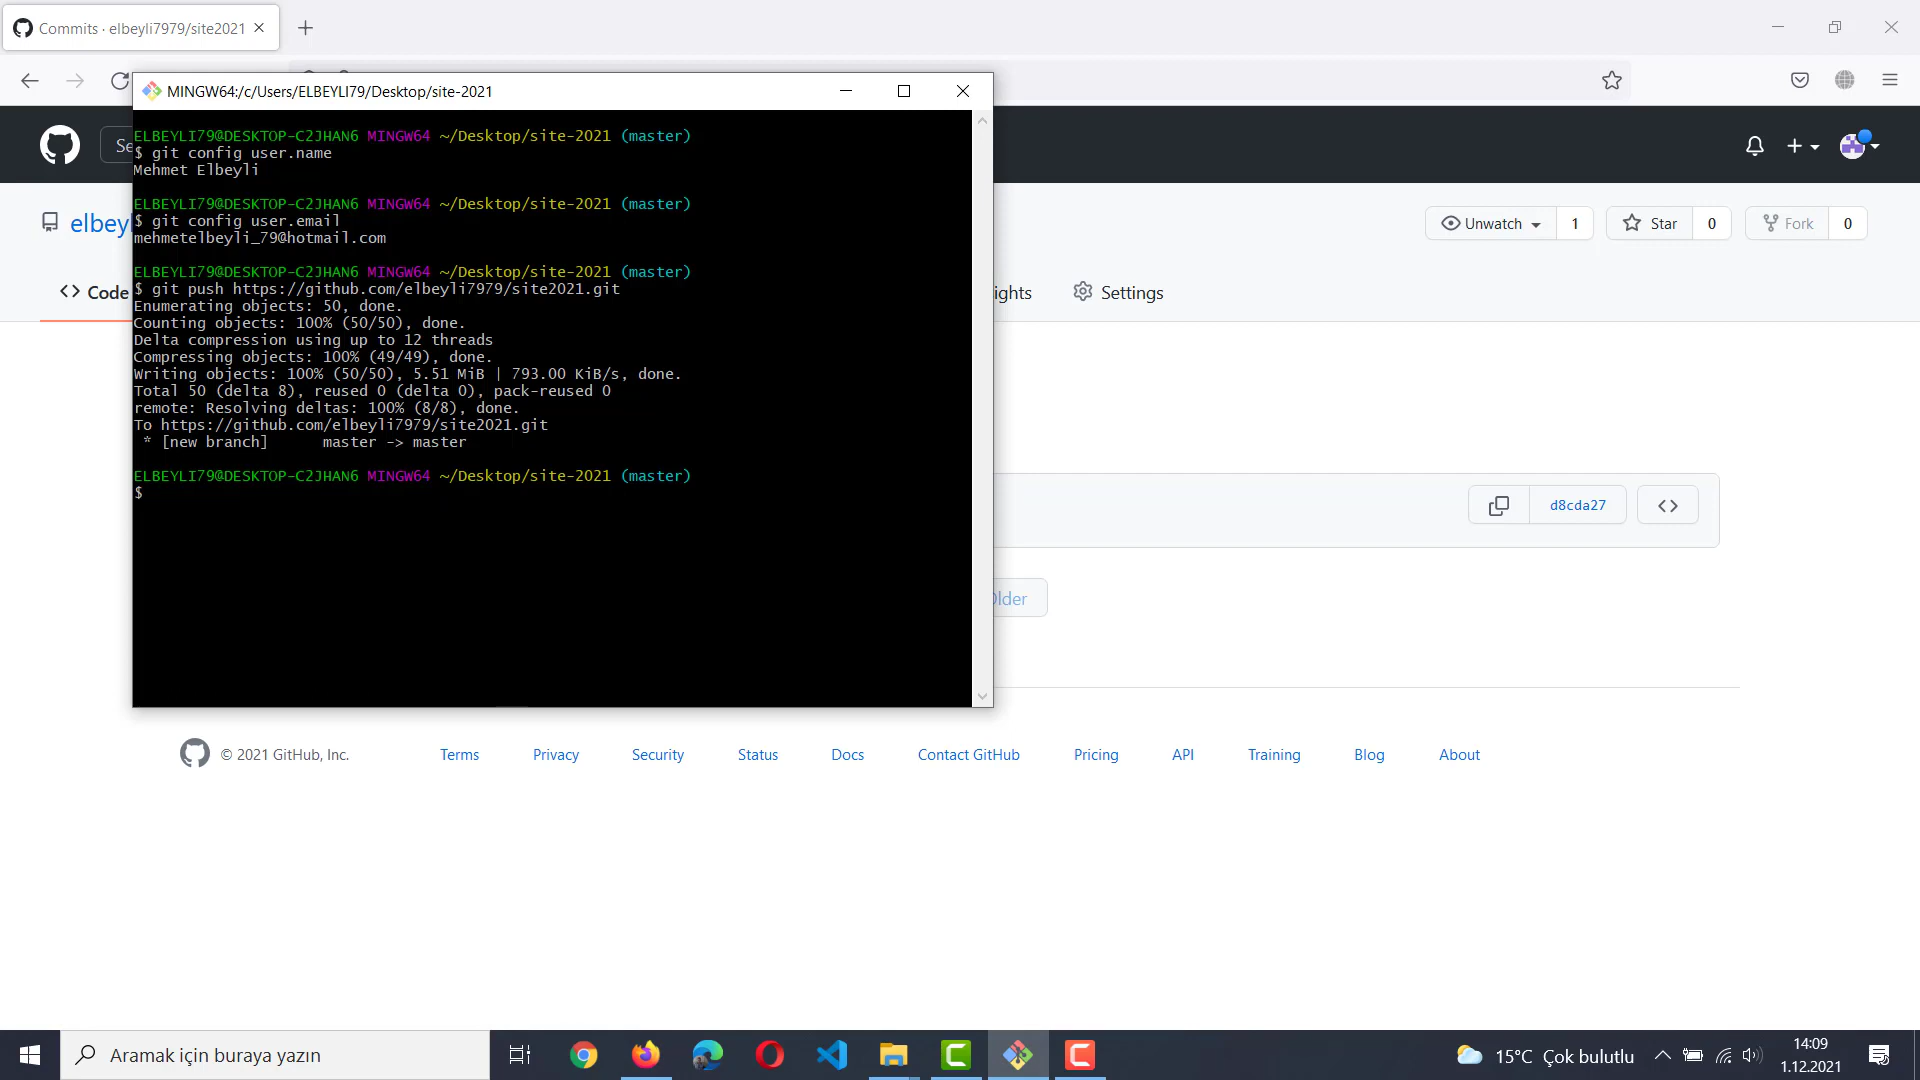 Commits · elbeyli7979/site2021
MINGW64:/c/Users/ELBEYLI79/Desktop/site-2021
ELBEYLI79@DESKTOP-C2JHAN6 MINGW64 ~/Desktop/site-2021 (master)
$ git config user.name
Mehmet Elbeyli
ELBEYLI79@DESKTOP-C2JHAN6 MINGW64 ~/Desktop/site-2021 (master)
$ git config user.email
mehmetelbeyli_79@hotmail.com
ELBEYLI79@DESKTOP-C2JHAN6 MINGW64 ~/Desktop/site-2021 (master)
$ git push https://github.com/elbeyli7979/site2021.git
Enumerating objects: 50, done.
Counting objects: 100% (50/50), done.
Delta compression using up to 12 threads
Compressing objects: 100% (49/49), done.
Writing objects: 100% (50/50), 5.51 MiB | 793.00 KiB/s, done.
Total 50 (delta 8), reused 0 (delta 0), pack-reused 0
remote: Resolving deltas: 100% (8/8), done.
To https://github.com/elbeyli7979/site2021.git
* [new branch] master -> master
ELBEYLI79@DESKTOP-C2JHAN6 MINGW64 ~/Desktop/site-2021 (master)
$
Se
elbeyl
Unwatch 1 Star 0 Fork 0
<> Code
ights
Settings
d8cda27 <>
Older
© 2021 GitHub, Inc. Terms Privacy Security Status Docs Contact GitHub Pricing API Training Blog About
Aramak için buraya yazın
15°C Çok bulutlu
14:09
1.12.2021